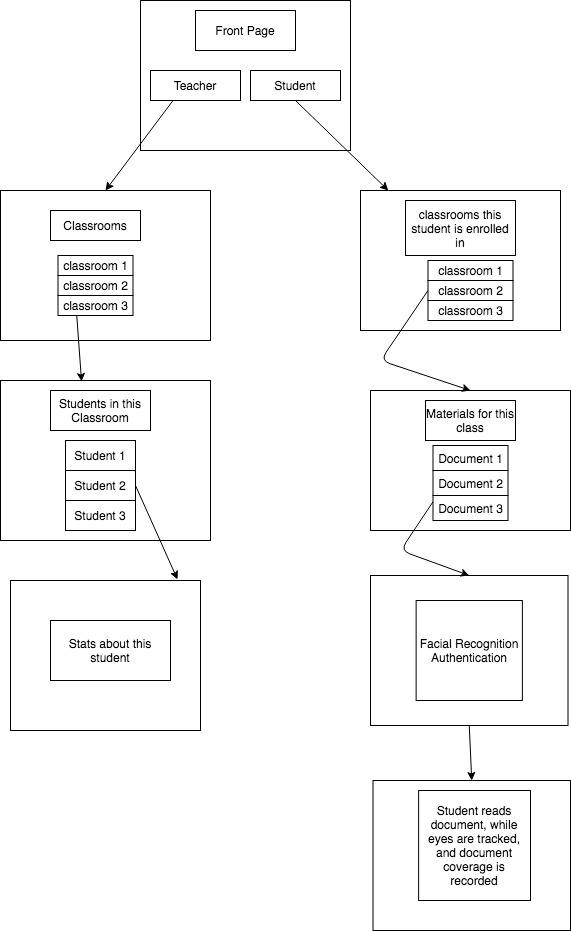 Front Page
Teacher
Student
Classrooms
classroom 1
classroom 2
classroom 3
classrooms this
student is enrolled
in
classroom 1
classroom 2
classroom 3
Students in this
Classroom
Student 1
Student 2
Student 3
Materials for this
class
Document 1
Document 2
Document 3
Stats about this
student
Facial Recognition
Authentication
Student reads
document, while
eyes are tracked,
and document
coverage is
recorded